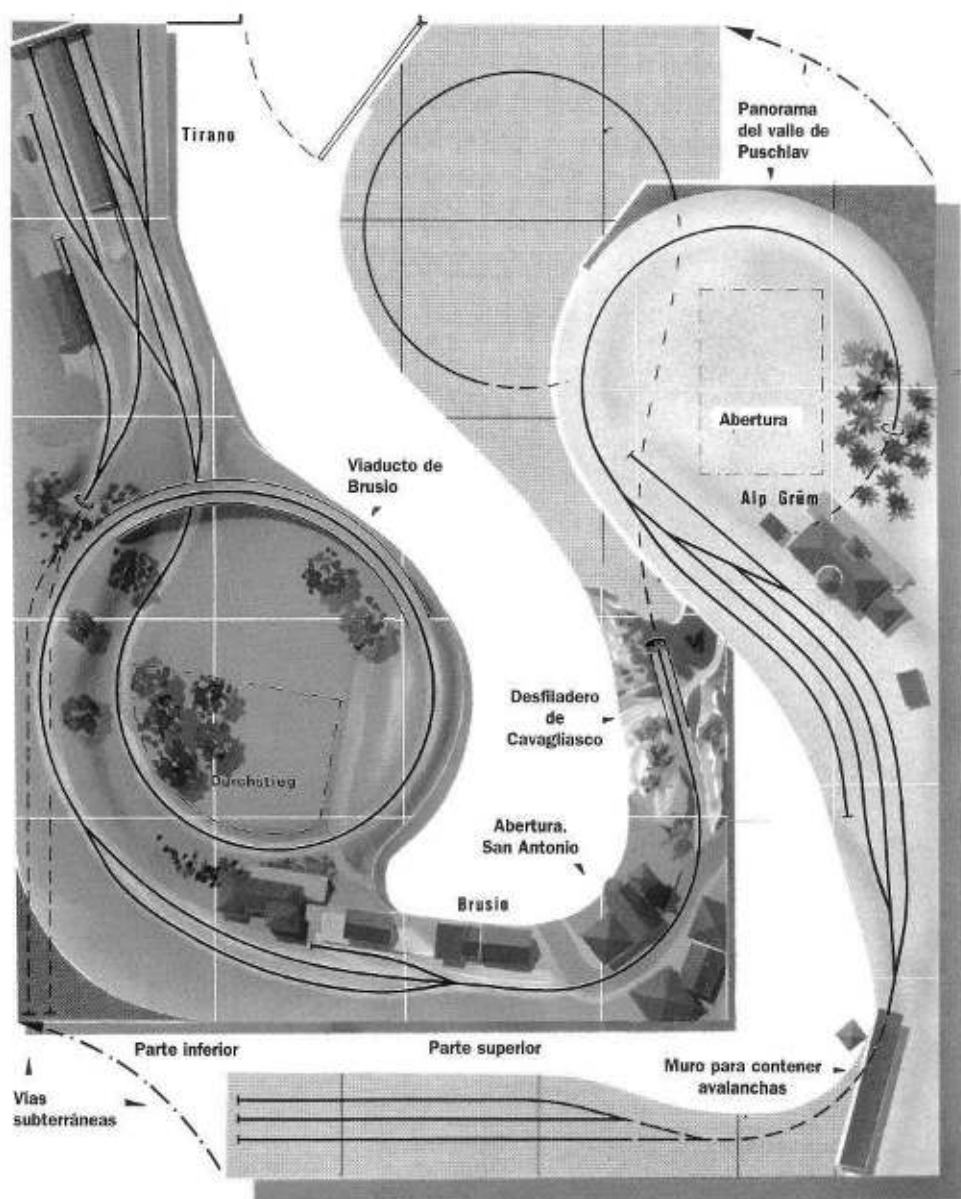 Tirano
Panorama
del valle de
Puschlav
Abertura
Alp Grüm
Viaducto de
Brusio
Desfiladero
de
Cavagliasco
Durchstieg
Abertura.
San Antonio
Brusio
Parte inferior
Parte superior
Muro para contener
avalanchas
Vías
subterráneas